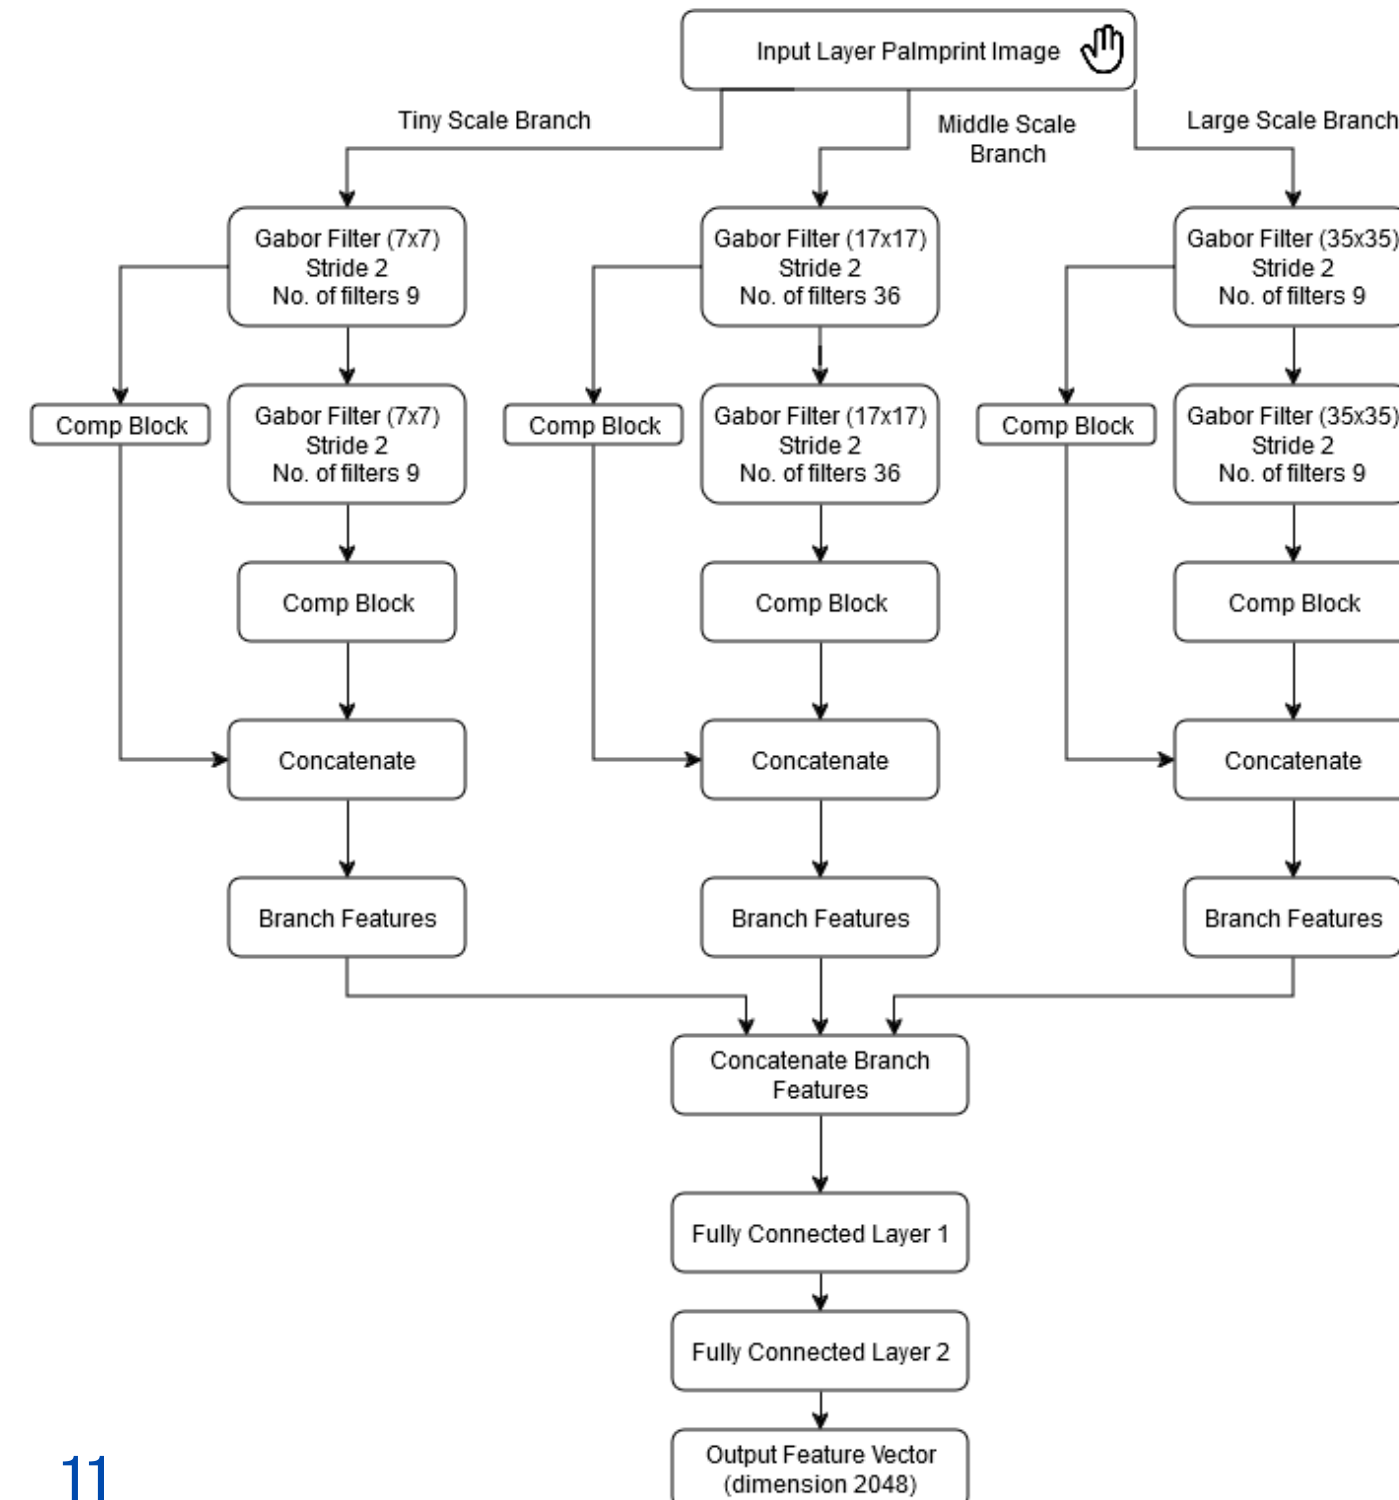 Input Layer Palmprint Image
Tiny Scale Branch
Middle Scale
Branch
Large Scale Branch
Gabor Filter (7x7)
Stride 2
No. of filters 9
Gabor Filter (17x17)
Stride 2
No. of filters 36
Gabor Filter (35x35)
Stride 2
No. of filters 9
Comp Block
Gabor Filter (7x7)
Stride 2
No. of filters 9
Comp Block
Gabor Filter (17x17)
Stride 2
No. of filters 36
Comp Block
Gabor Filter (35x35)
Stride 2
No. of filters 9
Comp Block
Comp Block
Comp Block
Concatenate
Concatenate
Concatenate
Branch Features
Branch Features
Branch Features
Concatenate Branch
Features
Fully Connected Layer 1
Fully Connected Layer 2
Output Feature Vector
(dimension 2048)
11